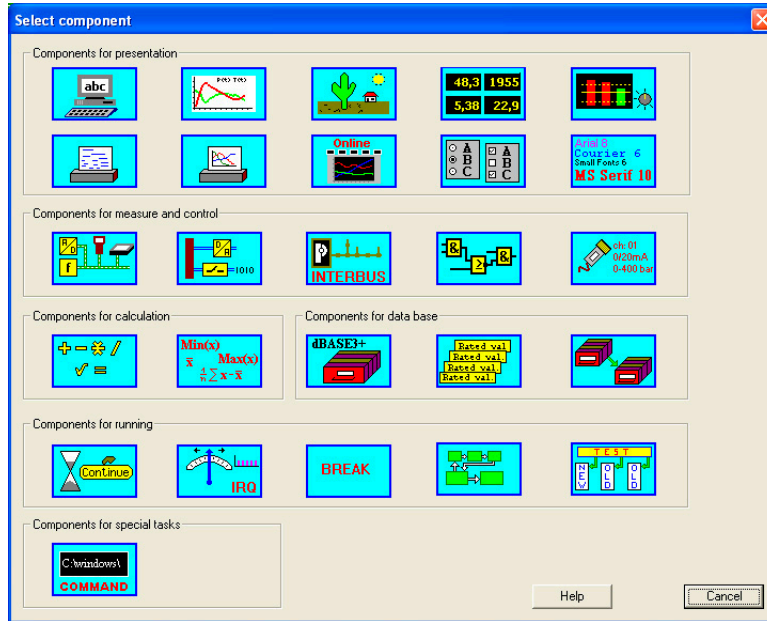 Select component
Components for presentation
abc
P(t) T(t)
48,3 1955
5,38 22,9
Online
A
B
C
A
B
C
Arial 8
Courier 6
Small Fonts 6
MS Serif 10
Components for measure and control
A/D
f
D/A
1010
INTERBUS
&
≥
&
ch: 01
0/20mA
0-400 bar
Components for calculation
+ - * /
√ =
Min(x)
x̅ Max(x)
1/n ∑ x-x̅
Components for data base
dBASE3+
Rated val
Rated val.
Rated val.
Rated val.
Components for running
Continue
IRQ
BREAK
TEST
NEW
OLD
OLD
Components for special tasks
C:\windows\
COMMAND
Help
Cancel